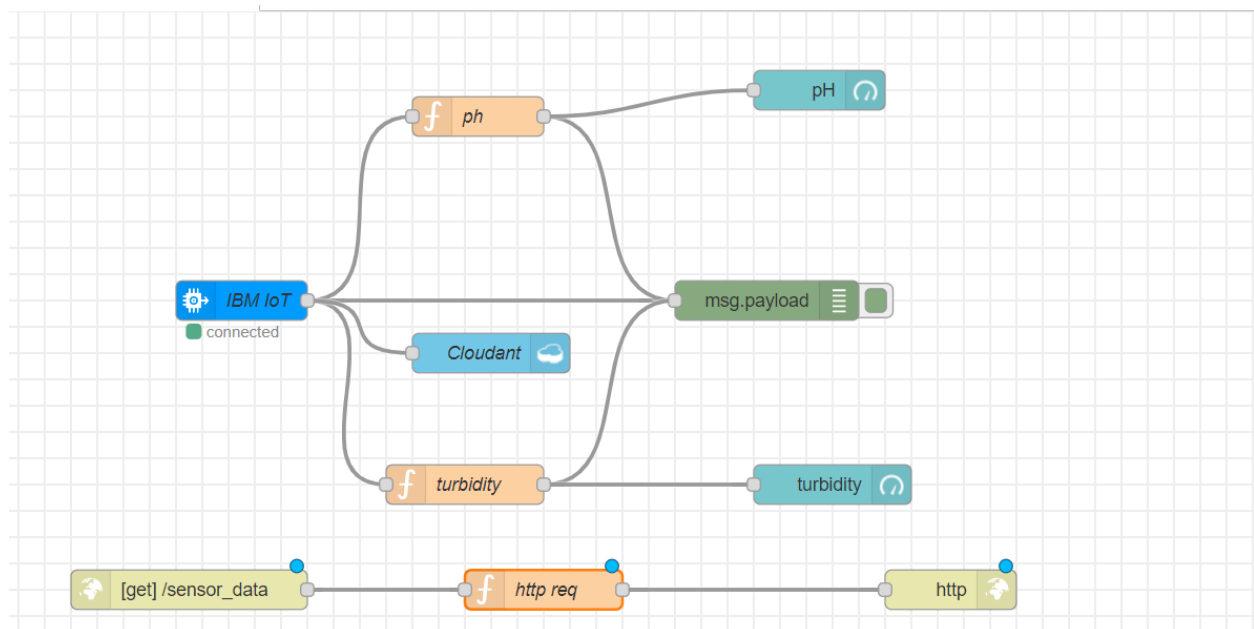 pH
ph
IBM IoT
msg.payload
connected
Cloudant
turbidity
turbidity
[get] /sensor_data
http req
http